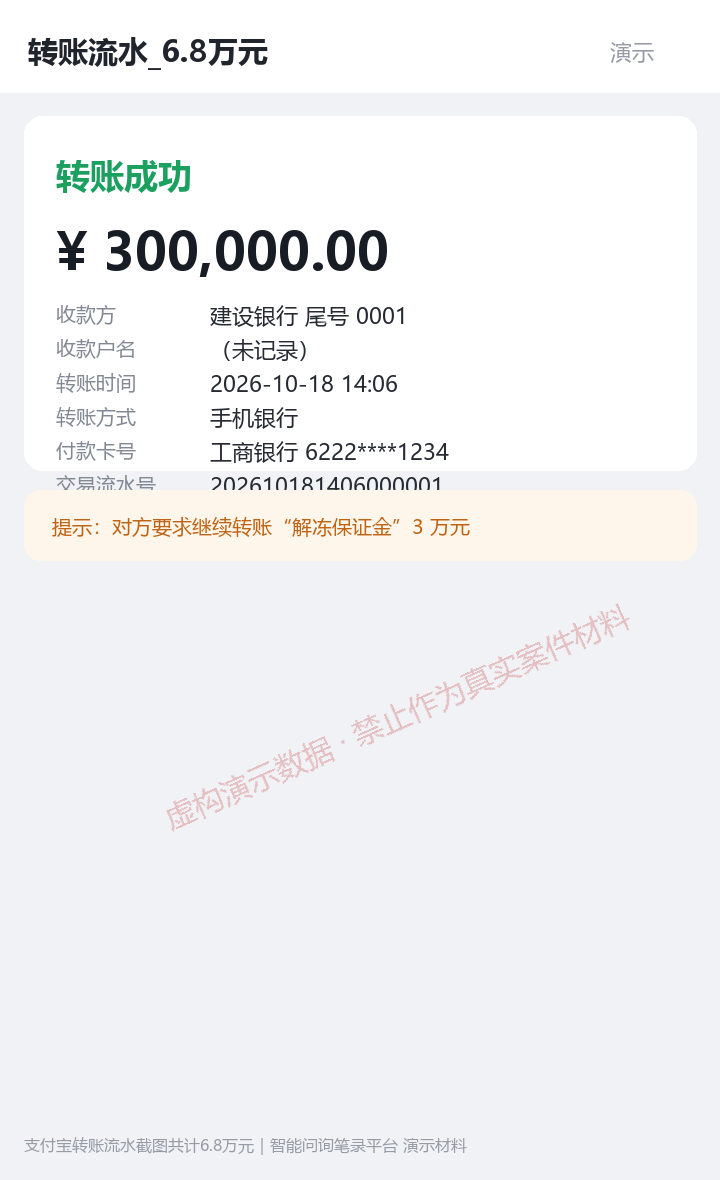 转账流水_6.8万元
演示
转账成功
¥ 300,000.00
收款方 建设银行 尾号 0001
收款户名 （未记录）
转账时间 2026-10-18 14:06
转账方式 手机银行
付款卡号 工商银行 6222****1234
交易流水号 202610181406000001
提示：对方要求继续转账“解冻保证金”3 万元
虚构演示数据 · 禁止作为真实案件材料
支付宝转账流水截图共计6.8万元 | 智能问询笔录平台 演示材料